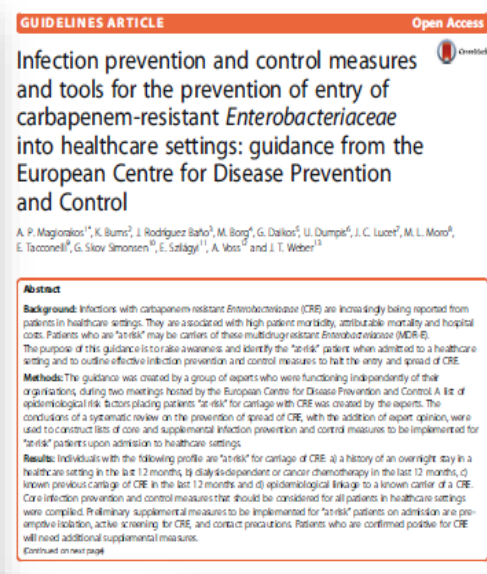 GUIDELINES ARTICLE
Open Access
CrossMark
Infection prevention and control measures
and tools for the prevention of entry of
carbapenem-resistant Enterobacteriaceae
into healthcare settings: guidance from the
European Centre for Disease Prevention
and Control
A. P. Magiorakos1*, K. Burns2, J. Rodríguez Baño3, M. Borg4, G. Daikos5, U. Dumpis6, J. C. Lucet7, M. L. Moro8,
E. Tacconelli9, G. Skov Simonsen10, E. Szilágyi11, A. Voss12 and J. T. Weber13
Abstract
Background: Infections with carbapenem-resistant Enterobacteriaceae (CRE) are increasingly being reported from
patients in healthcare settings. They are associated with high patient morbidity, attributable mortality and hospital
costs. Patients who are "at-risk" may be carriers of these multidrug-resistant Enterobacteriaceae (MDR-E).
The purpose of this guidance is to raise awareness and identify the "at-risk" patient when admitted to a healthcare
setting and to outline effective infection prevention and control measures to halt the entry and spread of CRE.
Methods: The guidance was created by a group of experts who were functioning independently of their
organisations, during two meetings hosted by the European Centre for Disease Prevention and Control. A list of
epidemiological risk factors placing patients "at-risk" for carriage with CRE was created by the experts. The
conclusions of a systematic review on the prevention of spread of CRE, with the addition of expert opinion, were
used to construct lists of core and supplemental infection prevention and control measures to be implemented for
"at-risk" patients upon admission to healthcare settings.
Results: Individuals with the following profile are "at-risk" for carriage of CRE: a) a history of an overnight stay in a
healthcare setting in the last 12 months, b) dialysis-dependent or cancer chemotherapy in the last 12 months, c)
known previous carriage of CRE in the last 12 months and d) epidemiological linkage to a known carrier of a CRE.
Core infection prevention and control measures that should be considered for all patients in healthcare settings
were compiled. Preliminary supplemental measures to be implemented for "at-risk" patients on admission are: pre-
emptive isolation, active screening for CRE, and contact precautions. Patients who are confirmed positive for CRE
will need additional supplemental measures.
(Continued on next page)